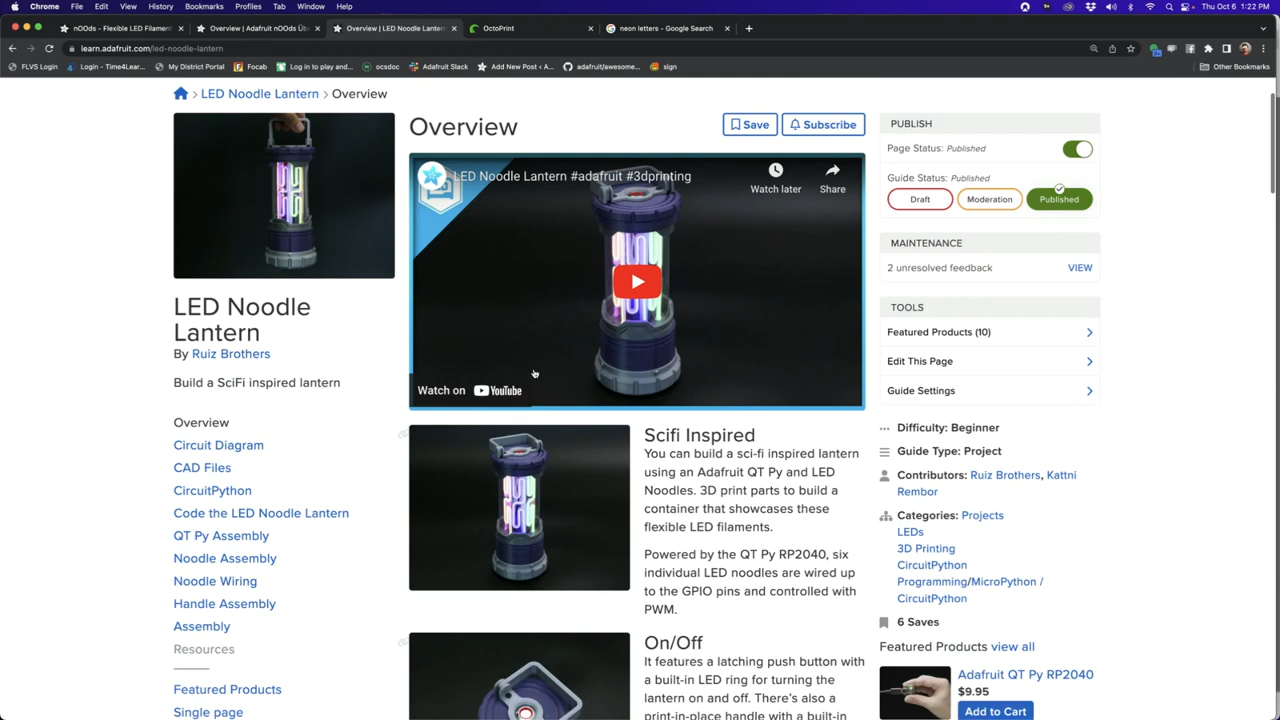 Chrome File Edit View History Bookmarks Profiles Tab Window Help
Thu Oct 6 1:22 PM
nOOds - Flexible LED Filamen
Overview | Adafruit nOOds Üb
Overview | LED Noodle Lantern
OctoPrint
neon letters - Google Search
learn.adafruit.com/led-noodle-lantern
FLVS Login
Login - Time4Lear...
My District Portal
Focab
Log in to play and...
ocsdoc
Adafruit Slack
Add New Post ‹ A...
adafruit/awesome...
sign
Other Bookmarks
LED Noodle Lantern > Overview
LED Noodle
Lantern
By Ruiz Brothers
Build a SciFi inspired lantern
Overview
Circuit Diagram
CAD Files
CircuitPython
Code the LED Noodle Lantern
QT Py Assembly
Noodle Assembly
Noodle Wiring
Handle Assembly
Assembly
Resources
Featured Products
Single page
Overview
Save
Subscribe
LED Noodle Lantern #adafruit #3dprinting
Watch later
Share
Watch on YouTube
Scifi Inspired
You can build a sci-fi inspired lantern
using an Adafruit QT Py and LED
Noodles. 3D print parts to build a
container that showcases these
flexible LED filaments.
Powered by the QT Py RP2040, six
individual LED noodles are wired up
to the GPIO pins and controlled with
PWM.
On/Off
It features a latching push button with
a built-in LED ring for turning the
lantern on and off. There's also a
print-in-place handle with a built-in
PUBLISH
Page Status: Published
Guide Status: Published
Draft
Moderation
Published
MAINTENANCE
2 unresolved feedback VIEW
TOOLS
Featured Products (10)
Edit This Page
Guide Settings
Difficulty: Beginner
Guide Type: Project
Contributors: Ruiz Brothers, Kattni
Rembor
Categories: Projects
LEDs
3D Printing
CircuitPython
Programming/MicroPython /
CircuitPython
6 Saves
Featured Products view all
Adafruit QT Py RP2040
$9.95
Add to Cart